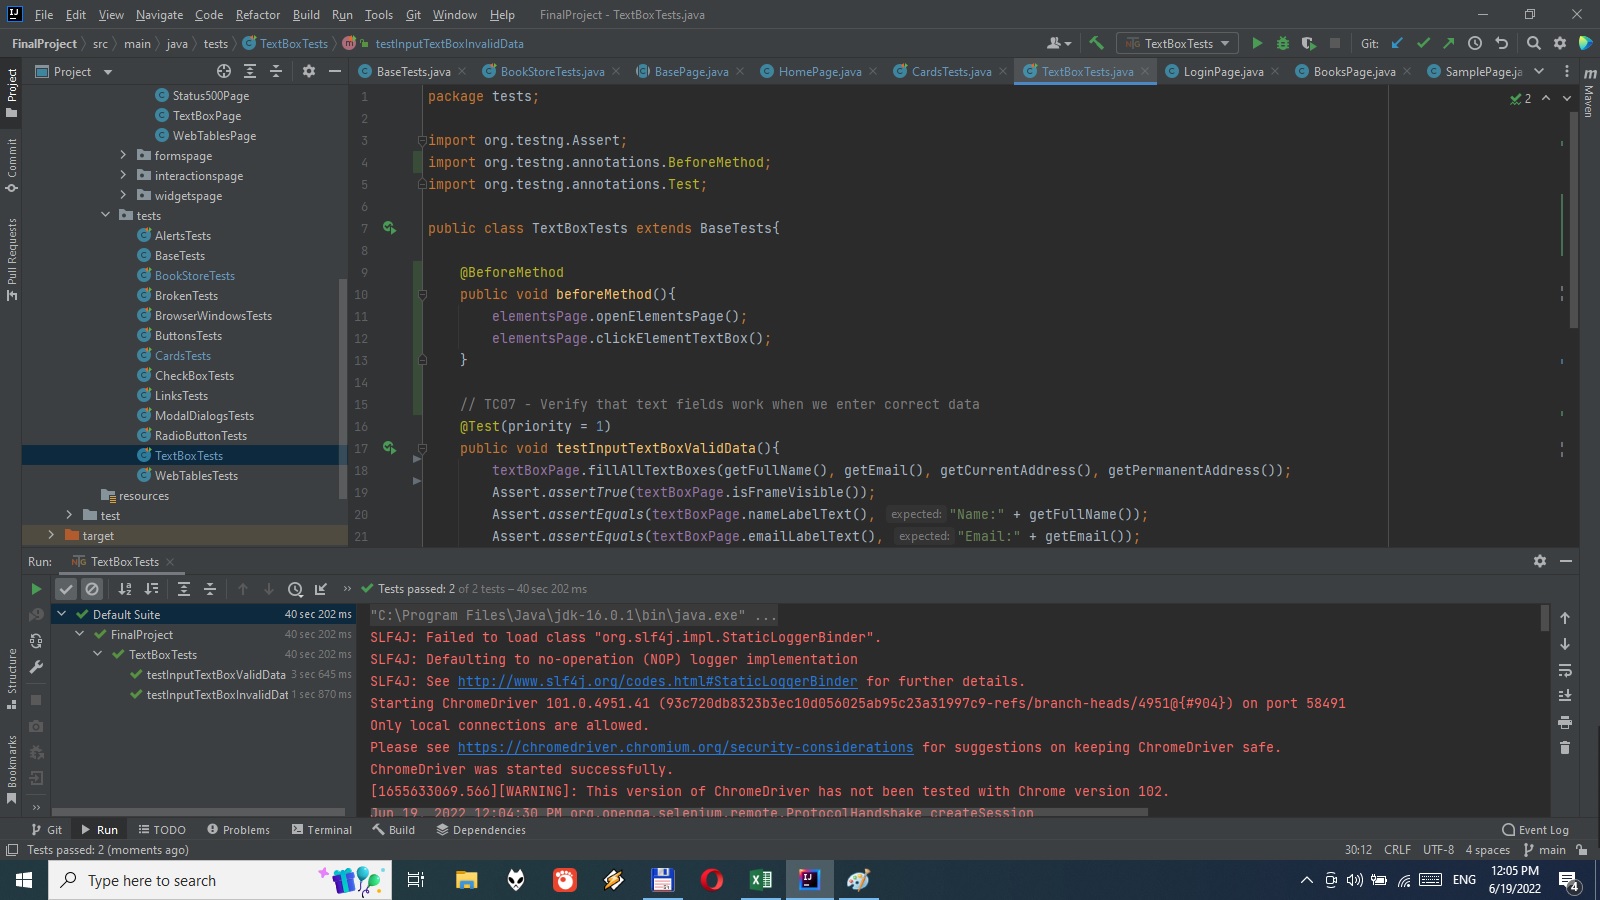 File Edit View Navigate Code Refactor Build Run Tools Git Window Help FinalProject - TextBoxTests.java
FinalProject src main java tests TextBoxTests testInputTextBoxInvalidData
TextBoxTests Git:
Project
BaseTests.java BookStoreTests.java BasePage.java HomePage.java CardsTests.java TextBoxTests.java LoginPage.java BooksPage.java SamplePage.ja
Project
Commit
Pull Requests
Structure
Bookmarks
Maven
Status500Page
TextBoxPage
WebTablesPage
formspage
interactionspage
widgetspage
tests
AlertsTests
BaseTests
BookStoreTests
BrokenTests
BrowserWindowsTests
ButtonsTests
CardsTests
CheckBoxTests
LinksTests
ModalDialogsTests
RadioButtonTests
TextBoxTests
WebTablesTests
resources
test
target
2
1 package tests;
2
3 import org.testng.Assert;
4 import org.testng.annotations.BeforeMethod;
5 import org.testng.annotations.Test;
6
7 public class TextBoxTests extends BaseTests{
8
9 @BeforeMethod
10 public void beforeMethod(){
11 elementsPage.openElementsPage();
12 elementsPage.clickElementTextBox();
13 }
14
15 // TC07 - Verify that text fields work when we enter correct data
16 @Test(priority = 1)
17 public void testInputTextBoxValidData(){
18 textBoxPage.fillAllTextBoxes(getFullName(), getEmail(), getCurrentAddress(), getPermanentAddress());
19 Assert.assertTrue(textBoxPage.isFrameVisible());
20 Assert.assertEquals(textBoxPage.nameLabelText(), expected: "Name:" + getFullName());
21 Assert.assertEquals(textBoxPage.emailLabelText(), expected: "Email:" + getEmail());
Run: TextBoxTests
Tests passed: 2 of 2 tests – 40 sec 202 ms
Default Suite 40 sec 202 ms
FinalProject 40 sec 202 ms
TextBoxTests 40 sec 202 ms
testInputTextBoxValidData 3 sec 645 ms
testInputTextBoxInvalidDat 1 sec 870 ms
"C:\Program Files\Java\jdk-16.0.1\bin\java.exe" ...
SLF4J: Failed to load class "org.slf4j.impl.StaticLoggerBinder".
SLF4J: Defaulting to no-operation (NOP) logger implementation
SLF4J: See http://www.slf4j.org/codes.html#StaticLoggerBinder for further details.
Starting ChromeDriver 101.0.4951.41 (93c720db8323b3ec10d056025ab95c23a31997c9-refs/branch-heads/4951@{#904}) on port 58491
Only local connections are allowed.
Please see https://chromedriver.chromium.org/security-considerations for suggestions on keeping ChromeDriver safe.
ChromeDriver was started successfully.
[1655633069.566][WARNING]: This version of ChromeDriver has not been tested with Chrome version 102.
Jun 19, 2022 12:04:30 PM org.openqa.selenium.remote.ProtocolHandshake createSession
Git Run TODO Problems Terminal Build Dependencies Event Log
Tests passed: 2 (moments ago) 30:12 CRLF UTF-8 4 spaces main
Type here to search
ENG
12:05 PM
6/19/2022
4